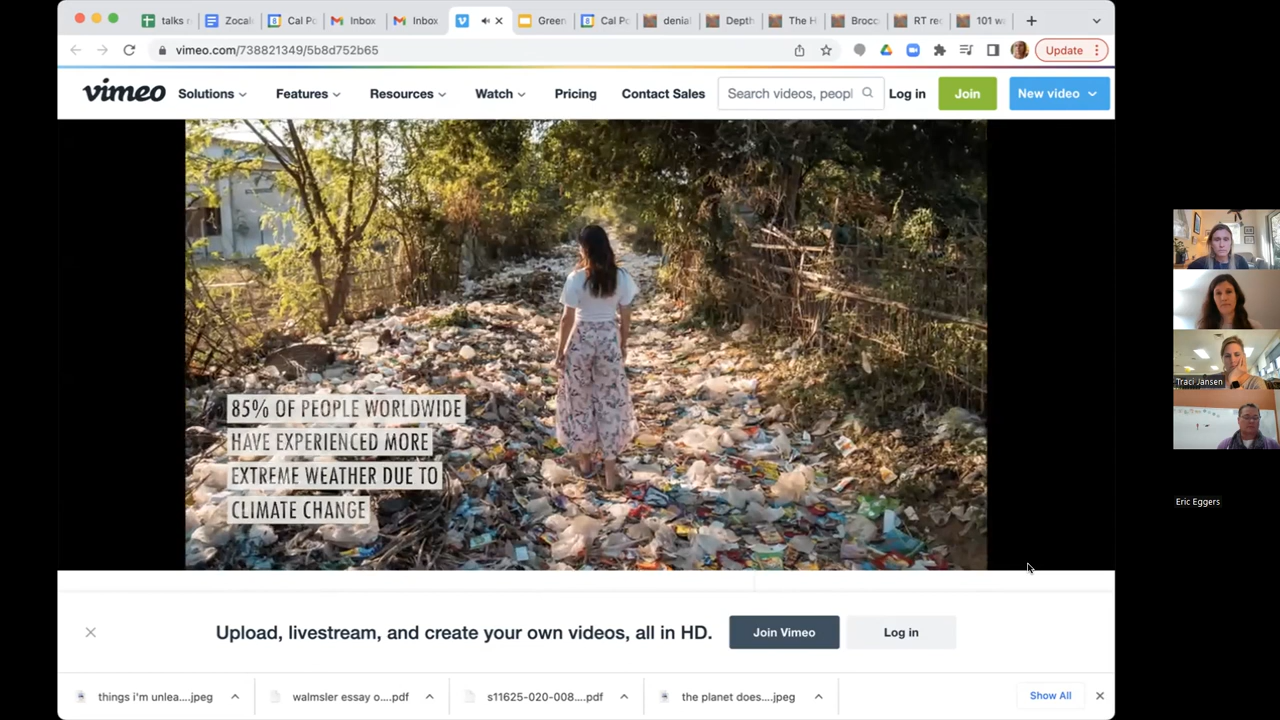 talks r
Zocal
Cal Po
Inbox
Inbox
Green
Cal Po
denial
Depth
The H
Brocc
RT rec
101 wa
vimeo.com/738821349/5b8d752b65
Update
vimeo
Solutions
Features
Resources
Watch
Pricing
Contact Sales
Search videos, peopl
Log in
Join
New video
85% OF PEOPLE WORLDWIDE
HAVE EXPERIENCED MORE
EXTREME WEATHER DUE TO
CLIMATE CHANGE
Traci Jansen
Eric Eggers
Upload, livestream, and create your own videos, all in HD.
Join Vimeo
Log in
things i'm unlea....jpeg
walmsler essay o....pdf
s11625-020-008....pdf
the planet does....jpeg
Show All